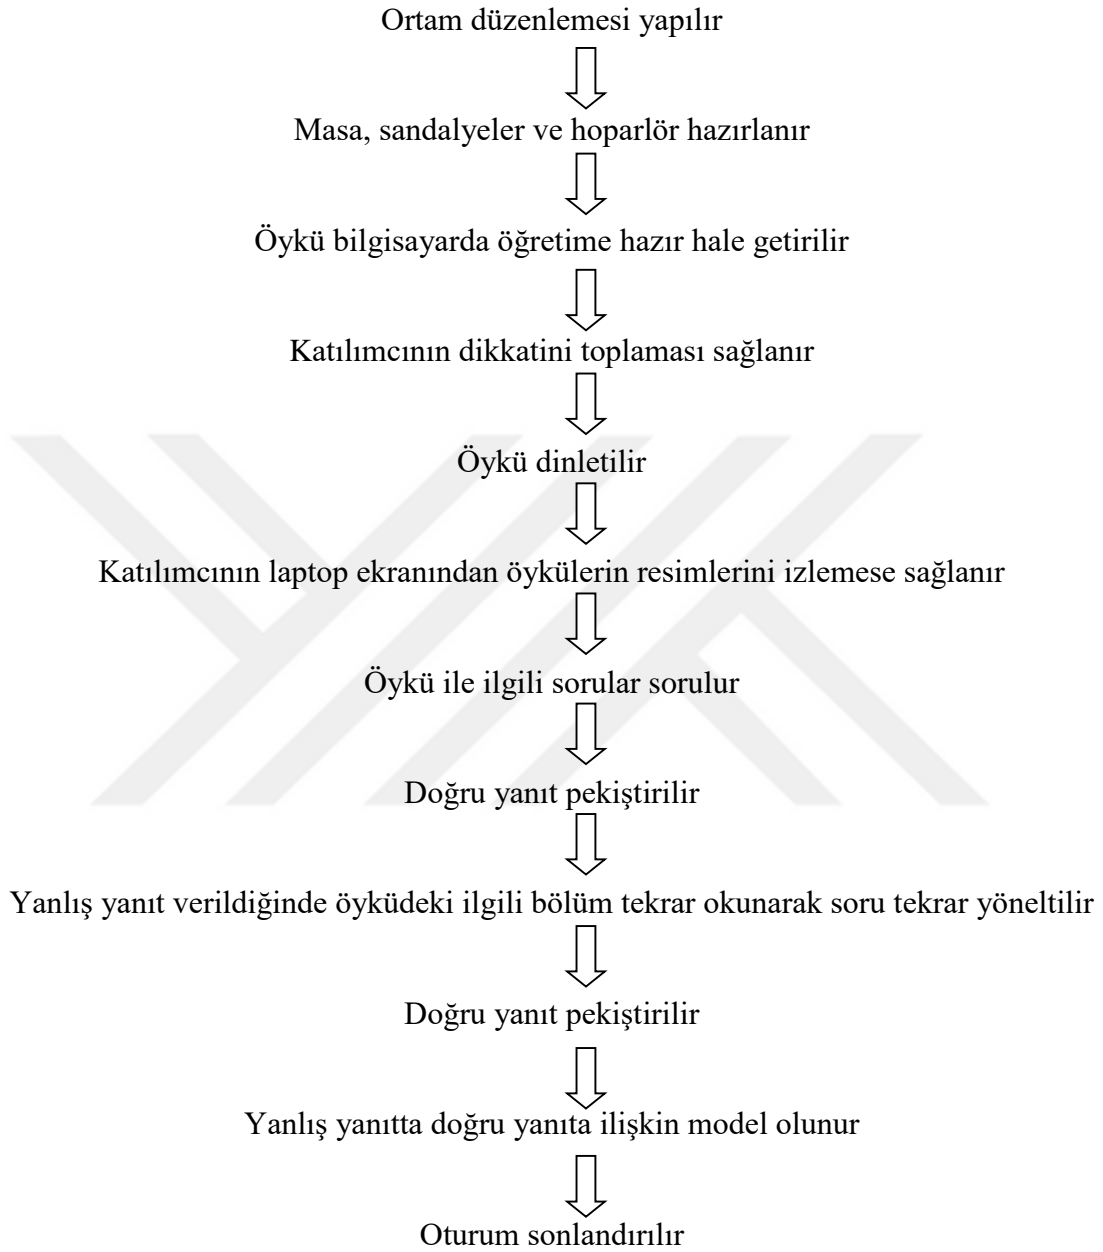 Ortam düzenlemesi yapılır
Masa, sandalyeler ve hoparlör hazırlanır
Öykü bilgisayarda öğretime hazır hale getirilir
Katılımcının dikkatini toplaması sağlanır
Öykü dinletilir
Katılımcının laptop ekranından öykülerin resimlerini izlemese sağlanır
Öykü ile ilgili sorular sorulur
Doğru yanıt pekiştirilir
Yanlış yanıt verildiğinde öyküdeki ilgili bölüm tekrar okunarak soru tekrar yöneltilir
Doğru yanıt pekiştirilir
Yanlış yanıtta doğru yanıta ilişkin model olunur
Oturum sonlandırılır